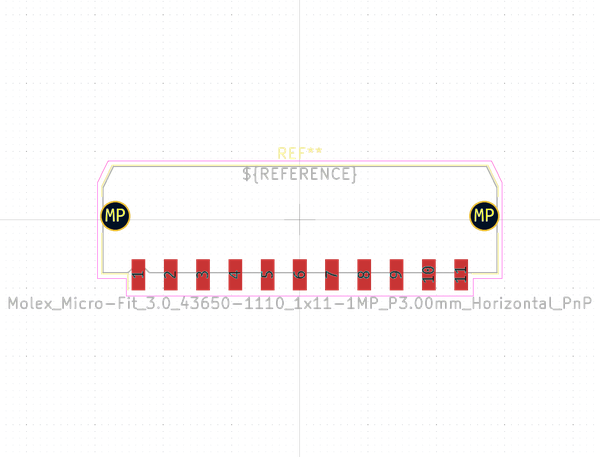 REF**
${REFERENCE}
MP MP
1 2 3 4 5 6 7 8 9 10 11
Molex_Micro-Fit_3.0_43650-1110_1x11-1MP_P3.00mm_Horizontal_PnP